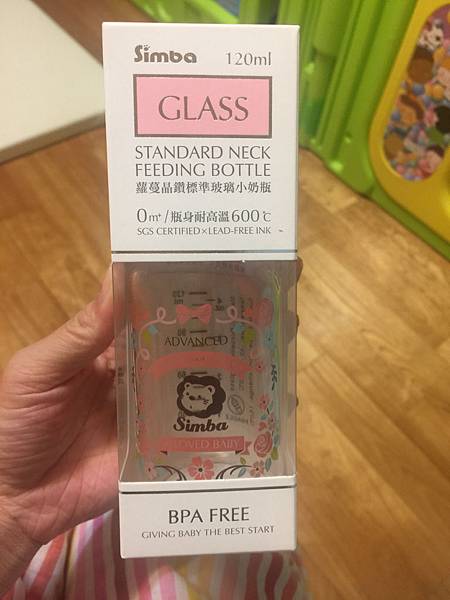 Simba 120ml
GLASS
STANDARD NECK
FEEDING BOTTLE
蘿蔓晶鑽標準玻璃小奶瓶
0m+/瓶身耐高溫600℃
SGS CERTIFIED×LEAD-FREE INK
ADVANCED
Simba
BELOVED BABY
BPA FREE
GIVING BABY THE BEST START